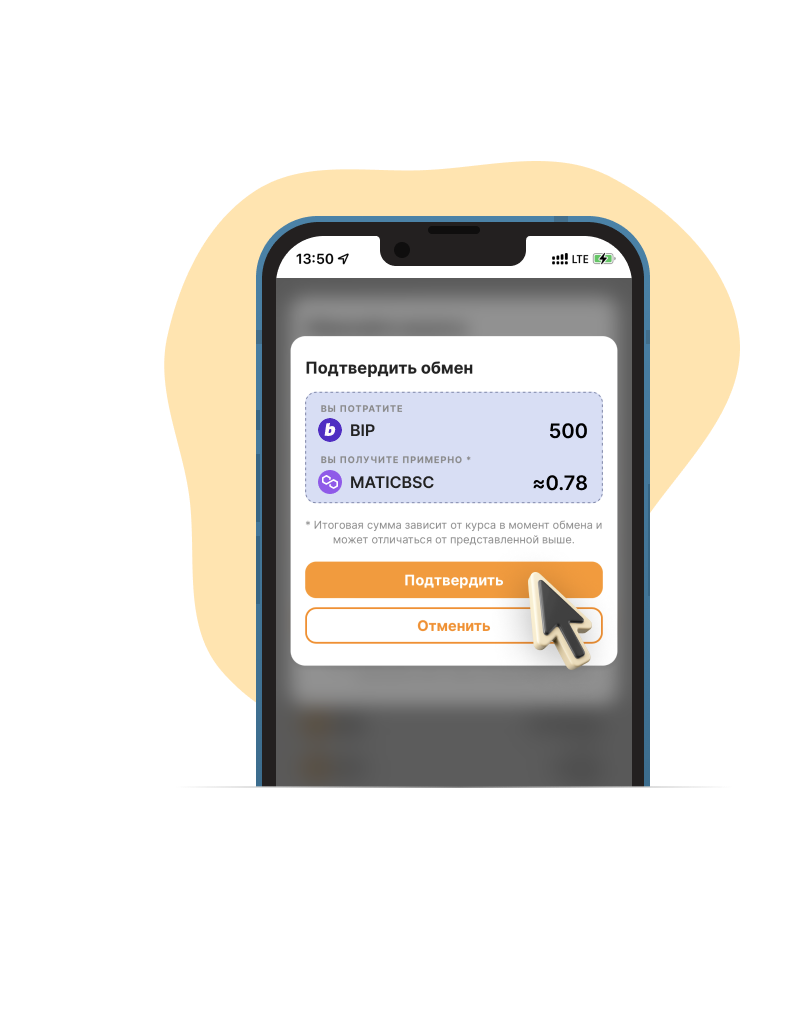 13:50 LTE
Подтвердить обмен
ВЫ ПОТРАТИТЕ
BIP 500
ВЫ ПОЛУЧИТЕ ПРИМЕРНО *
MATICBSC ≈0.78
* Итоговая сумма зависит от курса в момент обмена и
может отличаться от представленной выше.
Подтвердить
Отменить